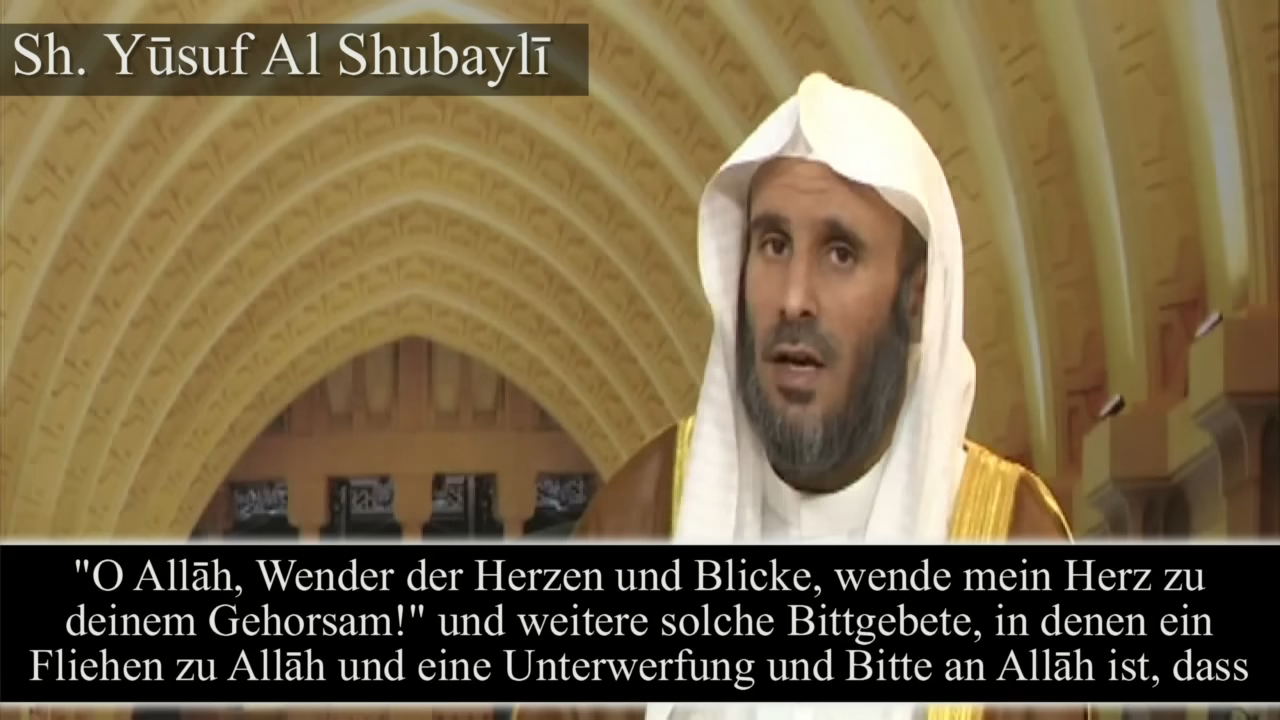 Sh. Yūsuf Al Shubaylī
"O Allāh, Wender der Herzen und Blicke, wende mein Herz zu
deinem Gehorsam!" und weitere solche Bittgebete, in denen ein
Fliehen zu Allāh und eine Unterwerfung und Bitte an Allāh ist, dass